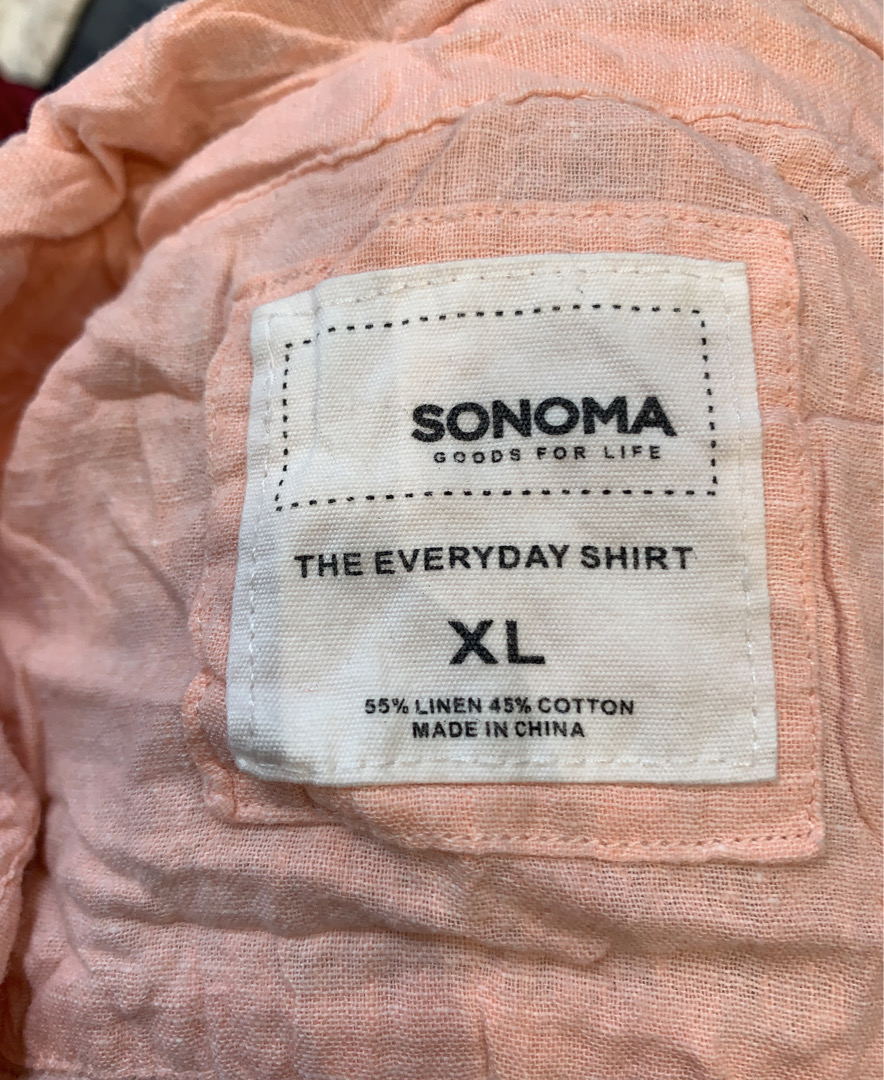 SONOMA
GOODS FOR LIFE
THE EVERYDAY SHIRT
XL
55% LINEN 45% COTTON
MADE IN CHINA